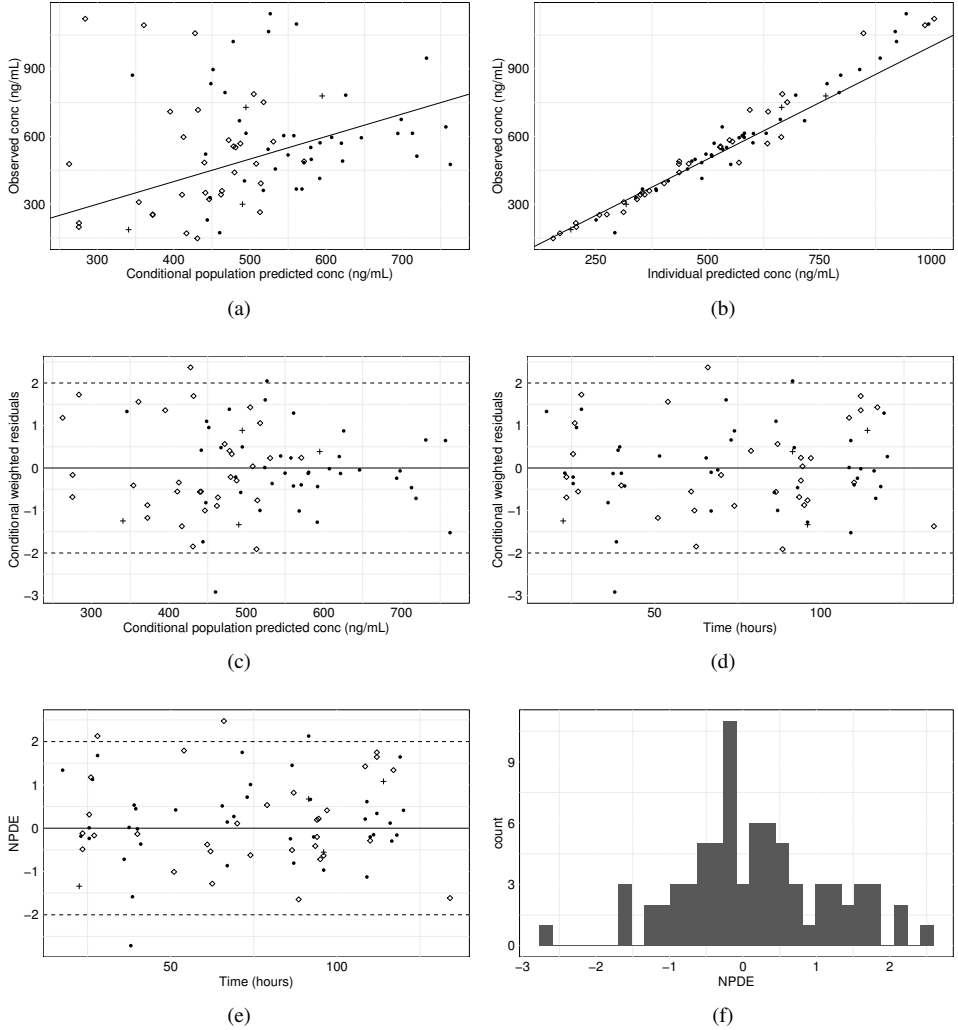 900
600
300
Observed conc (ng/mL)
300 400 500 600 700
Conditional population predicted conc (ng/mL)
(a)
900
600
300
Observed conc (ng/mL)
250 500 750 1000
Individual predicted conc (ng/mL)
(b)
2
1
0
−1
−2
−3
Conditional weighted residuals
300 400 500 600 700
Conditional population predicted conc (ng/mL)
(c)
2
1
0
−1
−2
−3
Conditional weighted residuals
50 100
Time (hours)
(d)
2
1
0
−1
−2
NPDE
50 100
Time (hours)
(e)
9
6
3
0
count
−3 −2 −1 0 1 2
NPDE
(f)